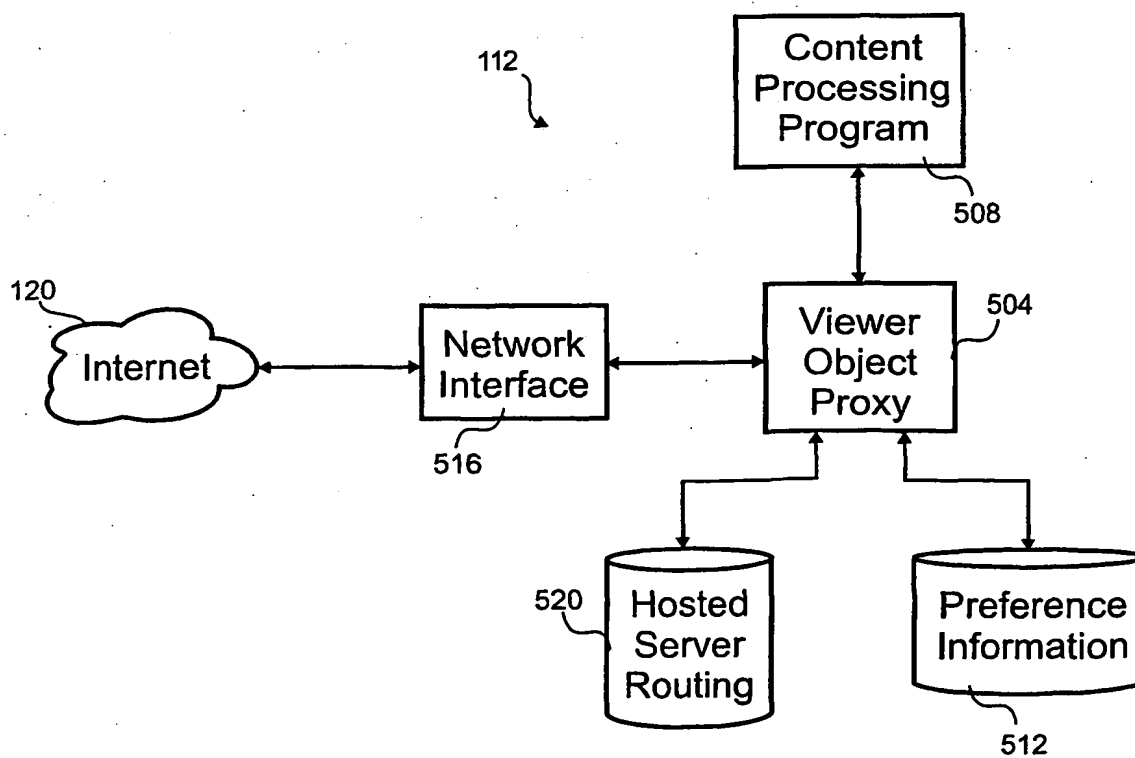 112
Content
Processing
Program
508
120
Internet
Network
Interface
516
Viewer
Object
Proxy
504
520
Hosted
Server
Routing
Preference
Information
512